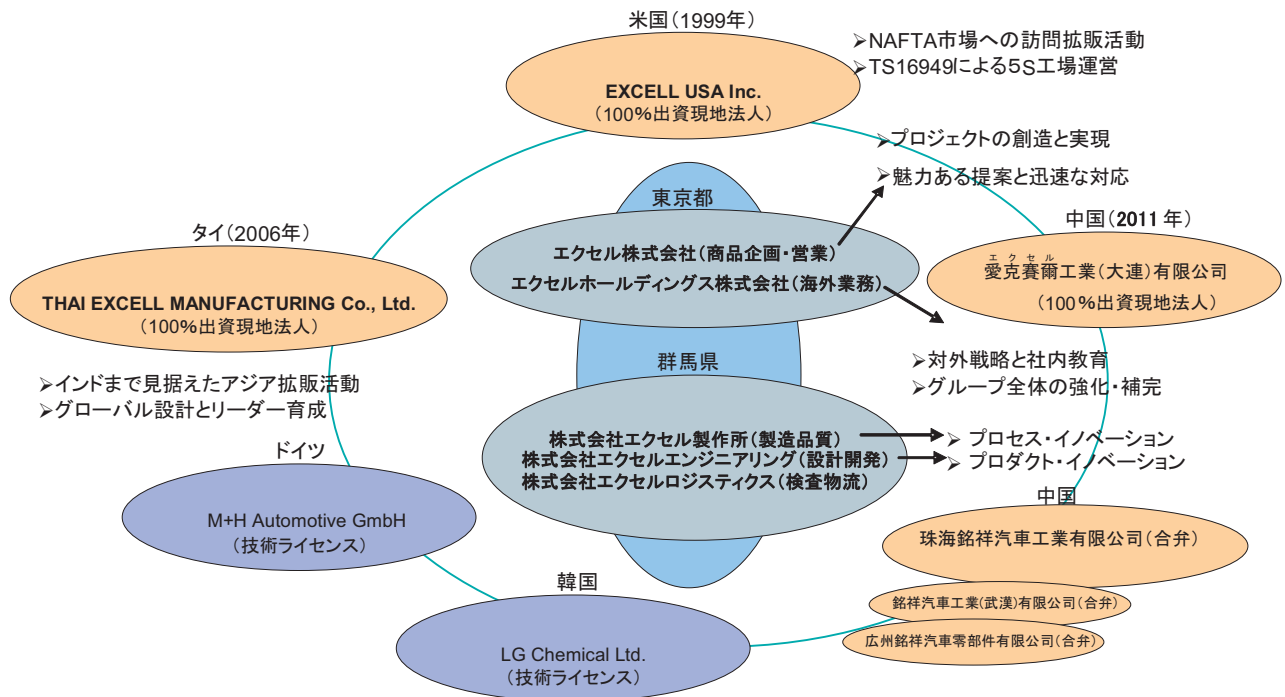 米国（1999年）
EXCELL USA Inc.
（100％出資現地法人）
➢NAFTA市場への訪問拡販活動
➢TS16949による５S工場運営
➢プロジェクトの創造と実現
➢魅力ある提案と迅速な対応
東京都
エクセル株式会社（商品企画・営業）
エクセルホールディングス株式会社（海外業務）
タイ（2006年）
THAI EXCELL MANUFACTURING Co., Ltd.
（100％出資現地法人）
中国（2011 年）
エクセル
愛克賽爾工業（大連）有限公司
（100％出資現地法人）
➢インドまで見据えたアジア拡販活動
➢グローバル設計とリーダー育成
➢対外戦略と社内教育
➢グループ全体の強化・補完
群馬県
株式会社エクセル製作所（製造品質）
株式会社エクセルエンジニアリング（設計開発）
株式会社エクセルロジスティクス（検査物流）
➢ プロセス・イノベーション
➢ プロダクト・イノベーション
ドイツ
M+H Automotive GmbH
（技術ライセンス）
中国
珠海銘祥汽車工業有限公司（合弁）
銘祥汽車工業(武漢)有限公司（合弁）
広州銘祥汽車零部件有限公司（合弁）
韓国
LG Chemical Ltd.
（技術ライセンス）